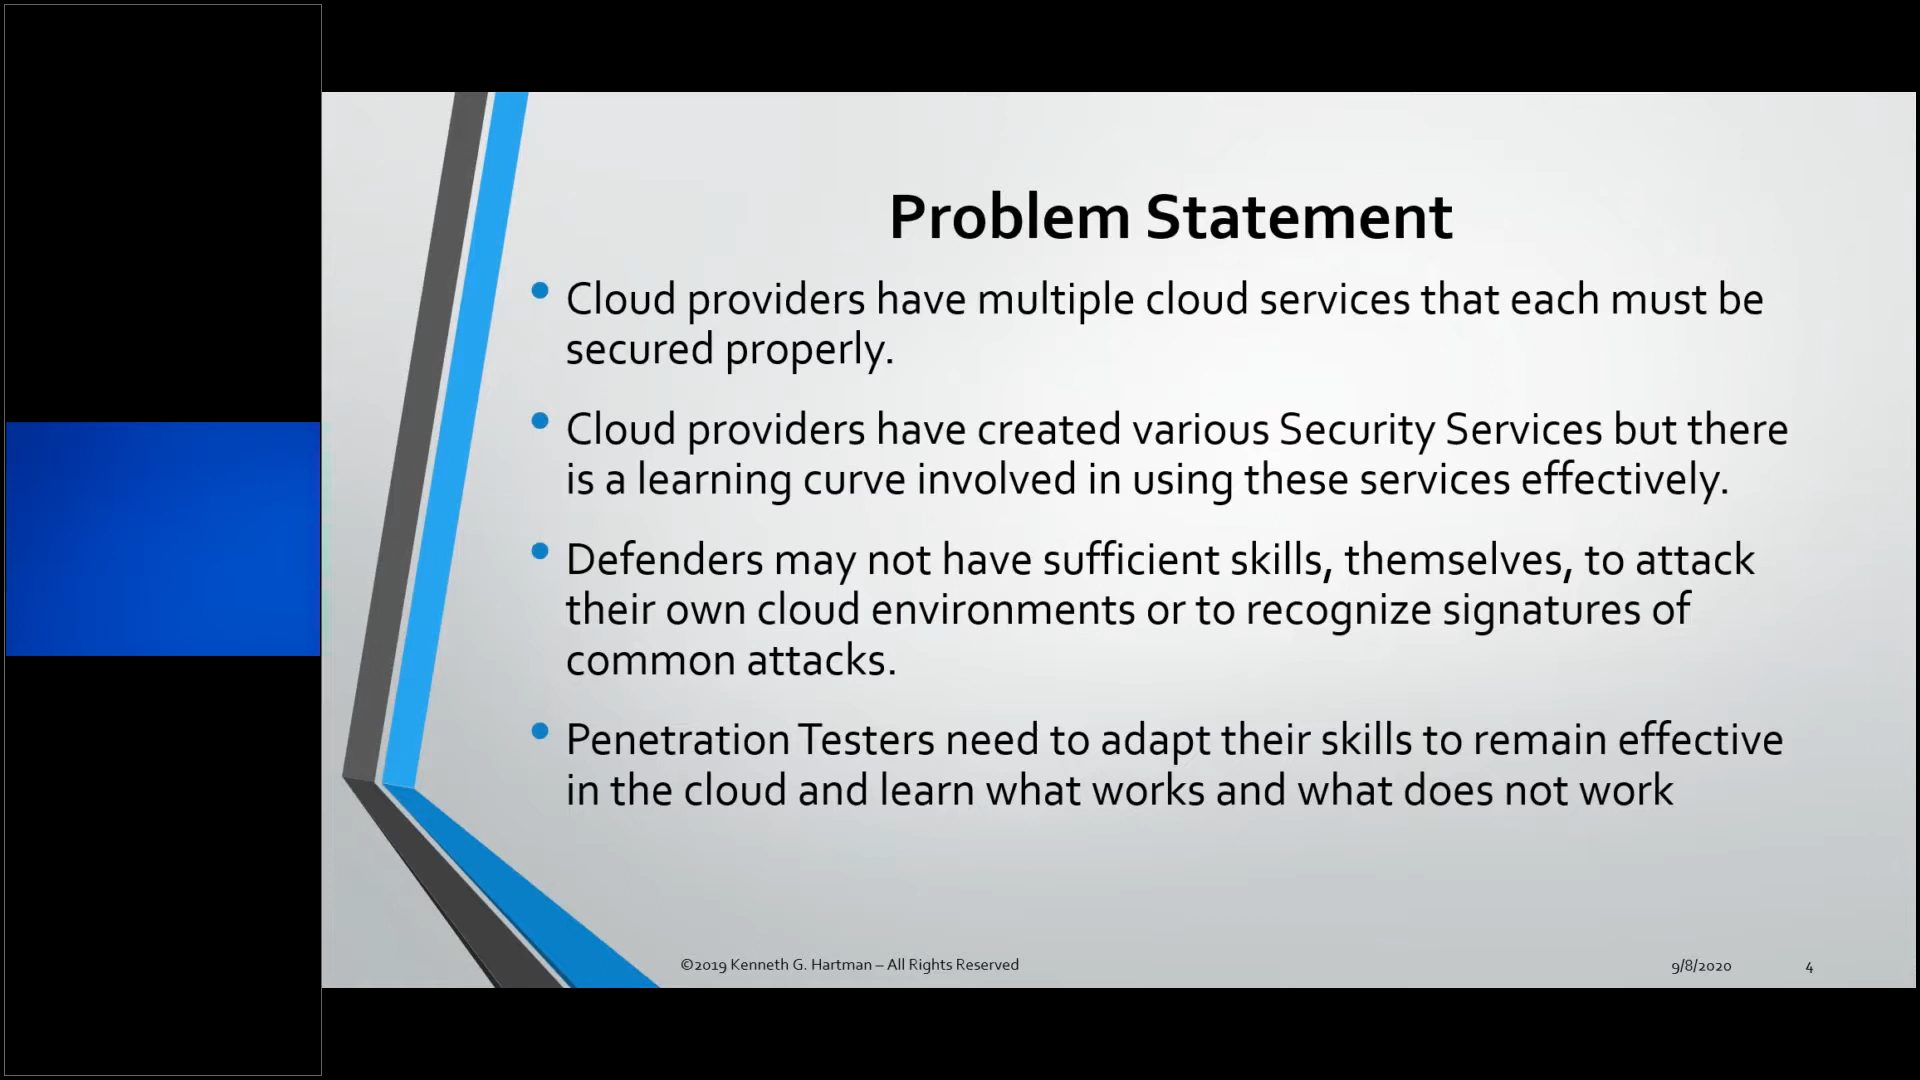 Problem Statement
Cloud providers have multiple cloud services that each must be
secured properly.
Cloud providers have created various Security Services but there
is a learning curve involved in using these services effectively.
Defenders may not have sufficient skills, themselves, to attack
their own cloud environments or to recognize signatures of
common attacks.
Penetration Testers need to adapt their skills to remain effective
in the cloud and learn what works and what does not work
©2019 Kenneth G. Hartman – All Rights Reserved
9/8/2020
4